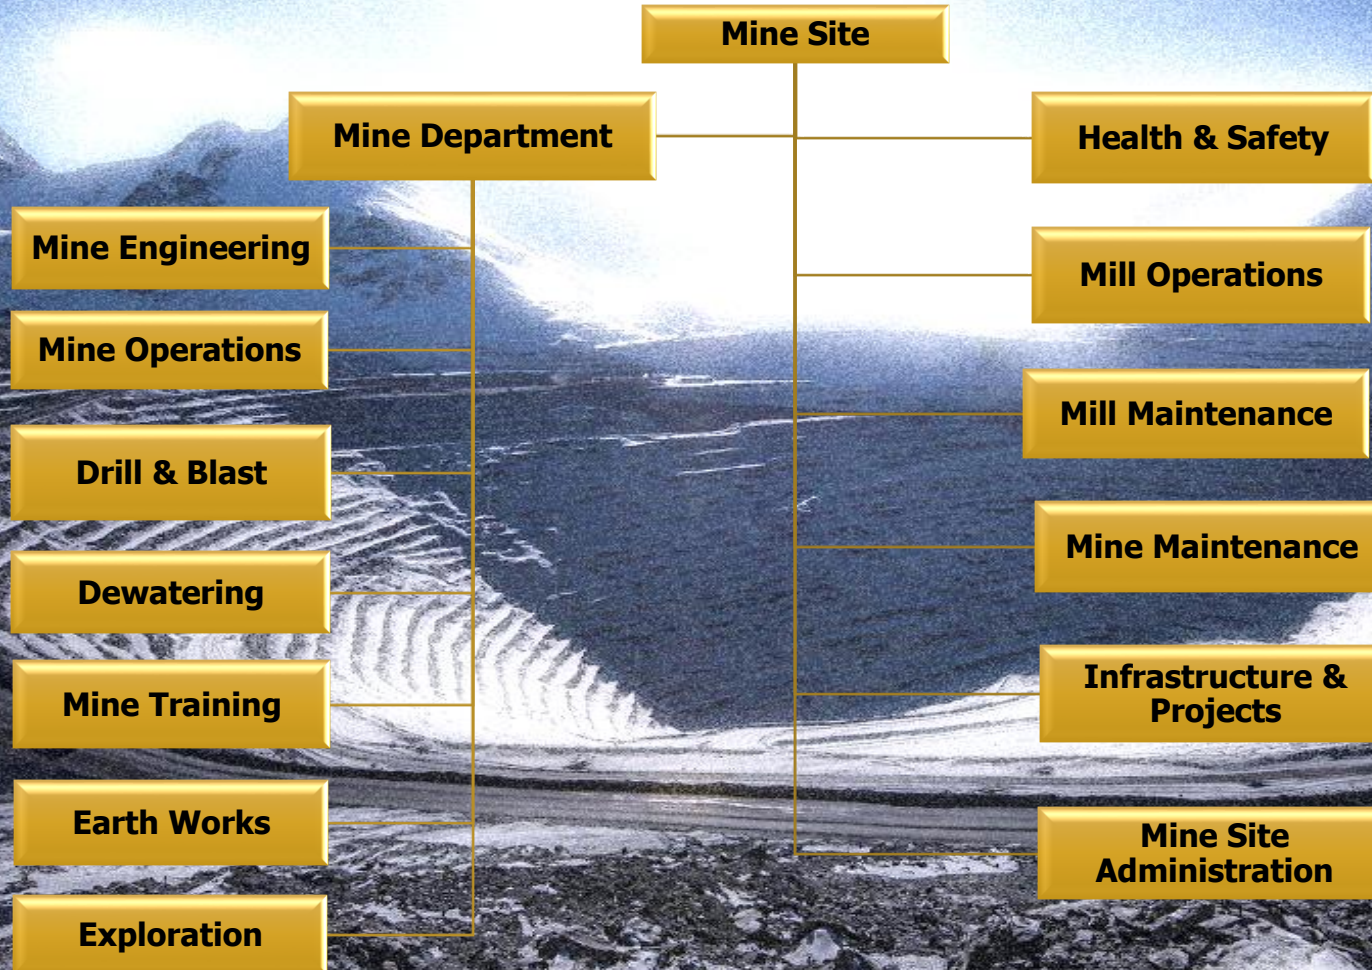 Mine Site
Mine Department
Health & Safety
Mine Engineering
Mill Operations
Mine Operations
Mill Maintenance
Drill & Blast
Mine Maintenance
Dewatering
Mine Training
Infrastructure &
Projects
Earth Works
Mine Site
Administration
Exploration